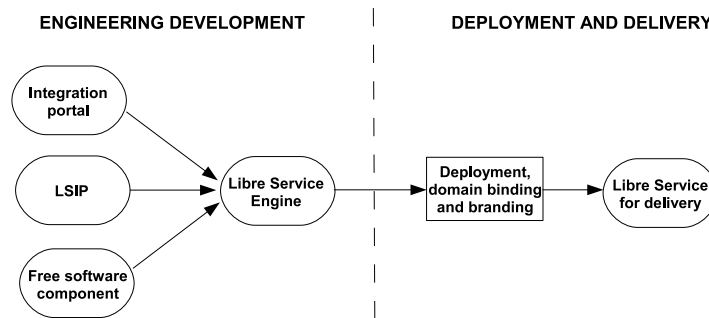 ENGINEERING DEVELOPMENT
DEPLOYMENT AND DELIVERY
Integration
portal
LSIP
Free software
component
Libre Service
Engine
Deployment,
domain binding
and branding
Libre Service
for delivery